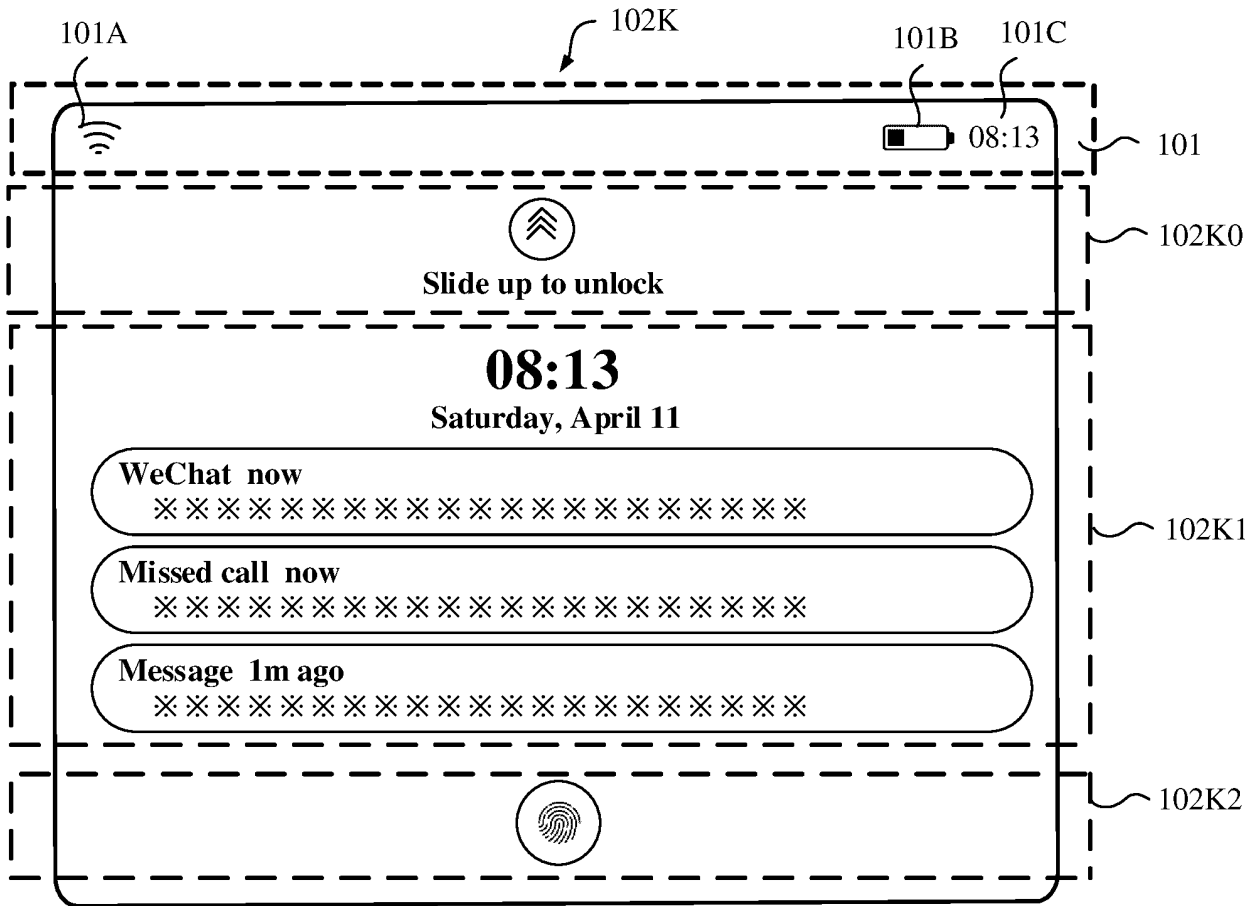 102K
101A
101B
101C
08:13
101
102K0
Slide up to unlock
08:13
Saturday, April 11
WeChat now
※※※※※※※※※※※※※※※※※※※※※
102K1
Missed call now
※※※※※※※※※※※※※※※※※※※※※
Message 1m ago
※※※※※※※※※※※※※※※※※※※※※
102K2